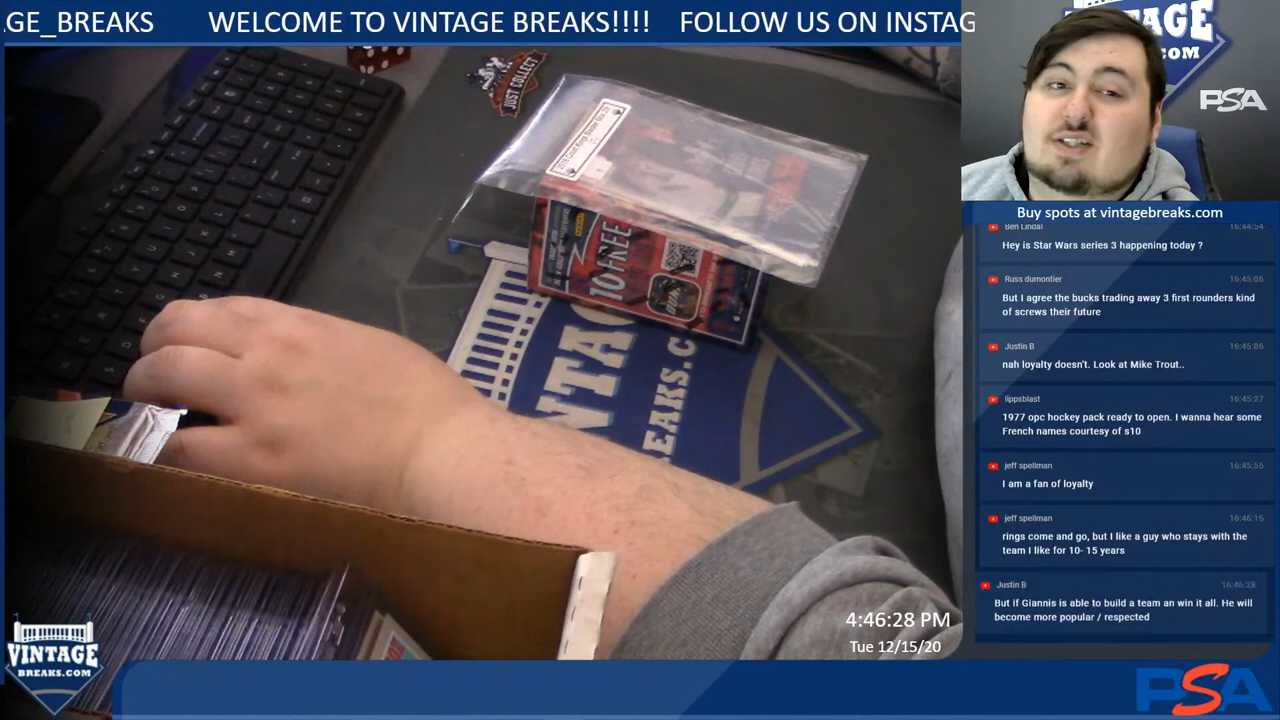 GE_BREAKS WELCOME TO VINTAGE BREAKS!!!! FOLLOW US ON INSTAG
VINTAGE
.COM
PSA
JUST COLLECT
10 FREE
NTA
EAKS.C
Buy spots at vintagebreaks.com
Ben Lindal 16:44:54
Hey is Star Wars series 3 happening today ?
Russ dumontier 16:45:06
But I agree the bucks trading away 3 first rounders kind
of screws their future
Justin B 16:45:06
nah loyalty doesn't. Look at Mike Trout..
lippsblast 16:45:27
1977 opc hockey pack ready to open. I wanna hear some
French names courtesy of s10
jeff spellman 16:45:55
I am a fan of loyalty
jeff spellman 16:46:15
rings come and go, but I like a guy who stays with the
team I like for 10- 15 years
Justin B 16:46:28
But if Giannis is able to build a team an win it all. He will
become more popular / respected
4:46:28 PM
Tue 12/15/20
VINTAGE
BREAKS.COM
PSA